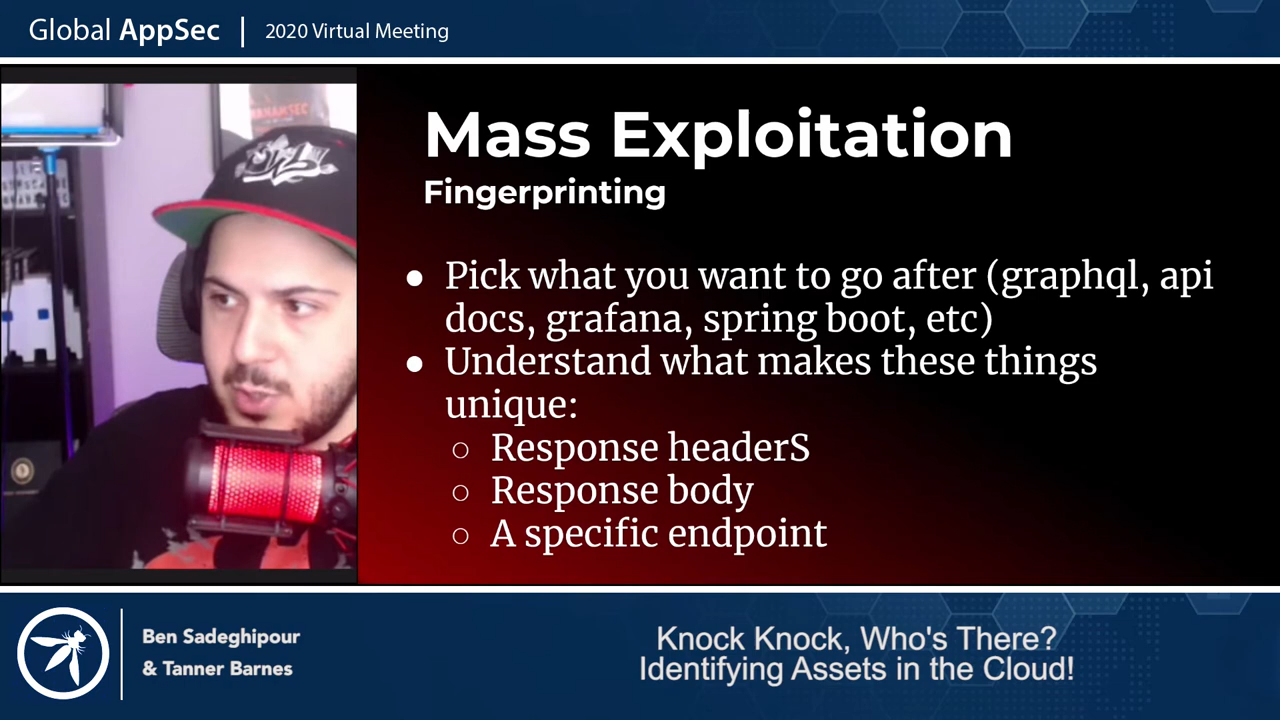 Global AppSec | 2020 Virtual Meeting
Mass Exploitation
Fingerprinting
● Pick what you want to go after (graphql, api
docs, grafana, spring boot, etc)
● Understand what makes these things
unique:
○ Response headerS
○ Response body
○ A specific endpoint
Ben Sadeghipour
& Tanner Barnes
Knock Knock, Who's There?
Identifying Assets in the Cloud!